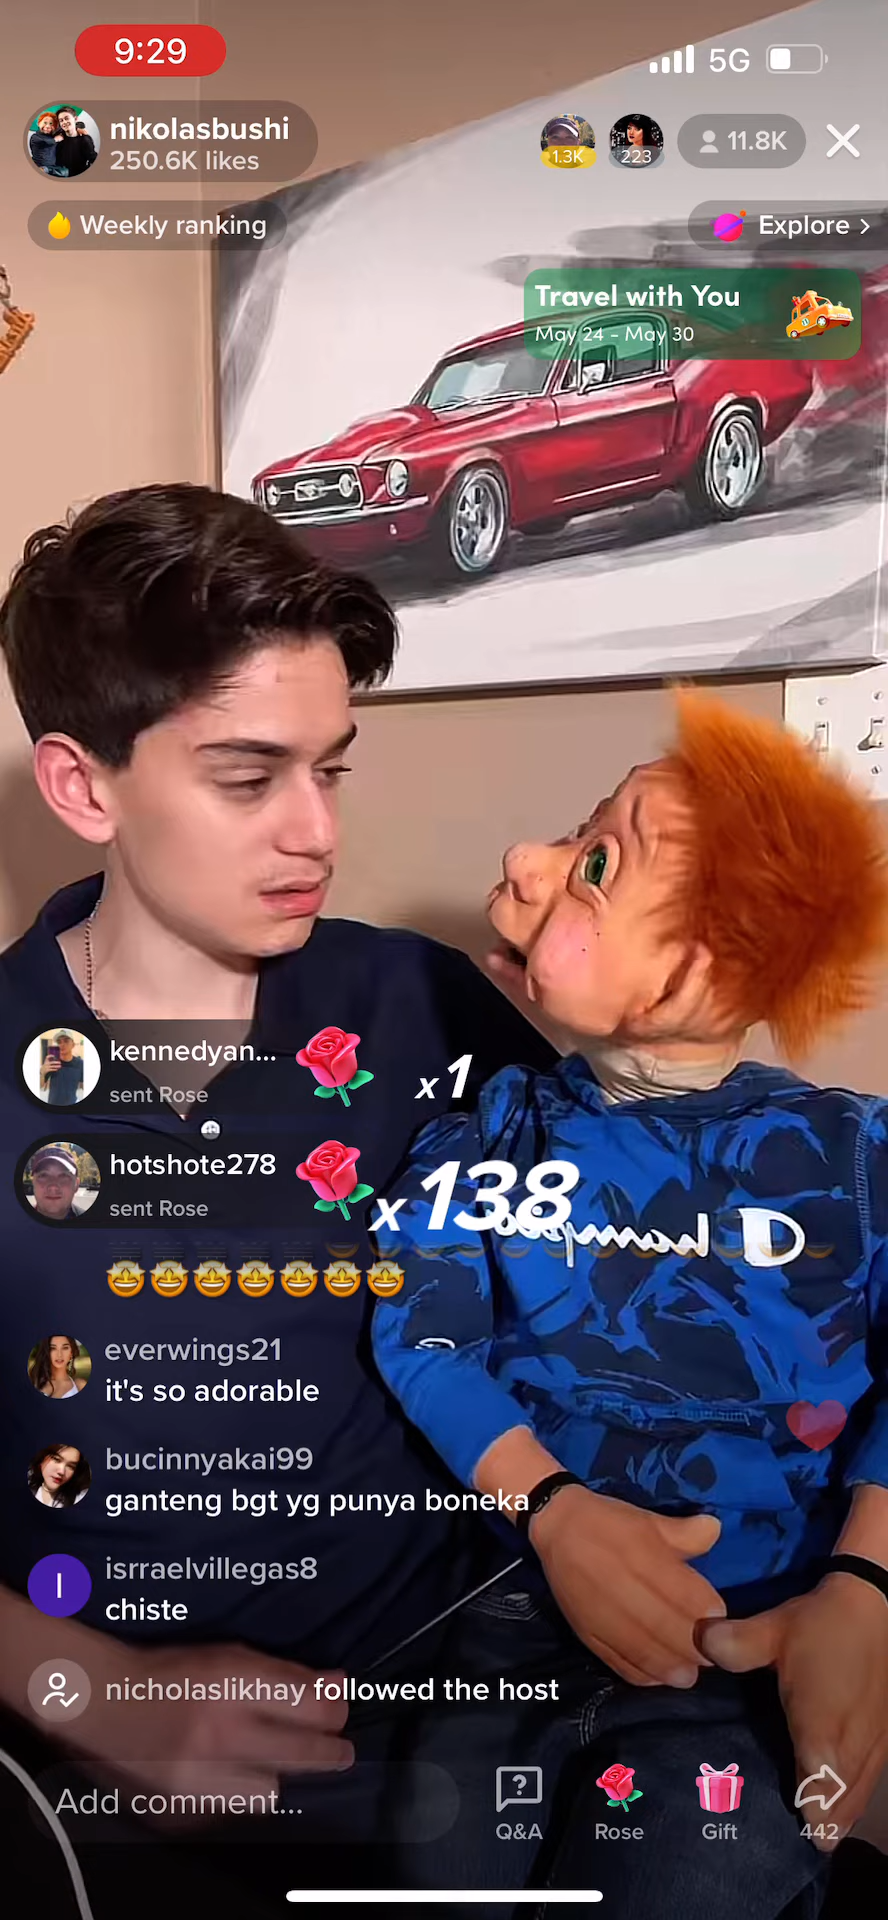 9:29
5G
nikolasbushi
250.6K likes
1.3K
223
11.8K
Weekly ranking
Explore >
Travel with You
May 24 - May 30
kennedyan...
sent Rose
x1
hotshote278
sent Rose
x138
Champion
🤩🤩🤩🤩🤩🤩🤩
everwings21
it's so adorable
bucinnyakai99
ganteng bgt yg punya boneka
I
isrraelvillegas8
chiste
nicholaslikhay followed the host
Add comment...
Q&A
Rose
Gift
442